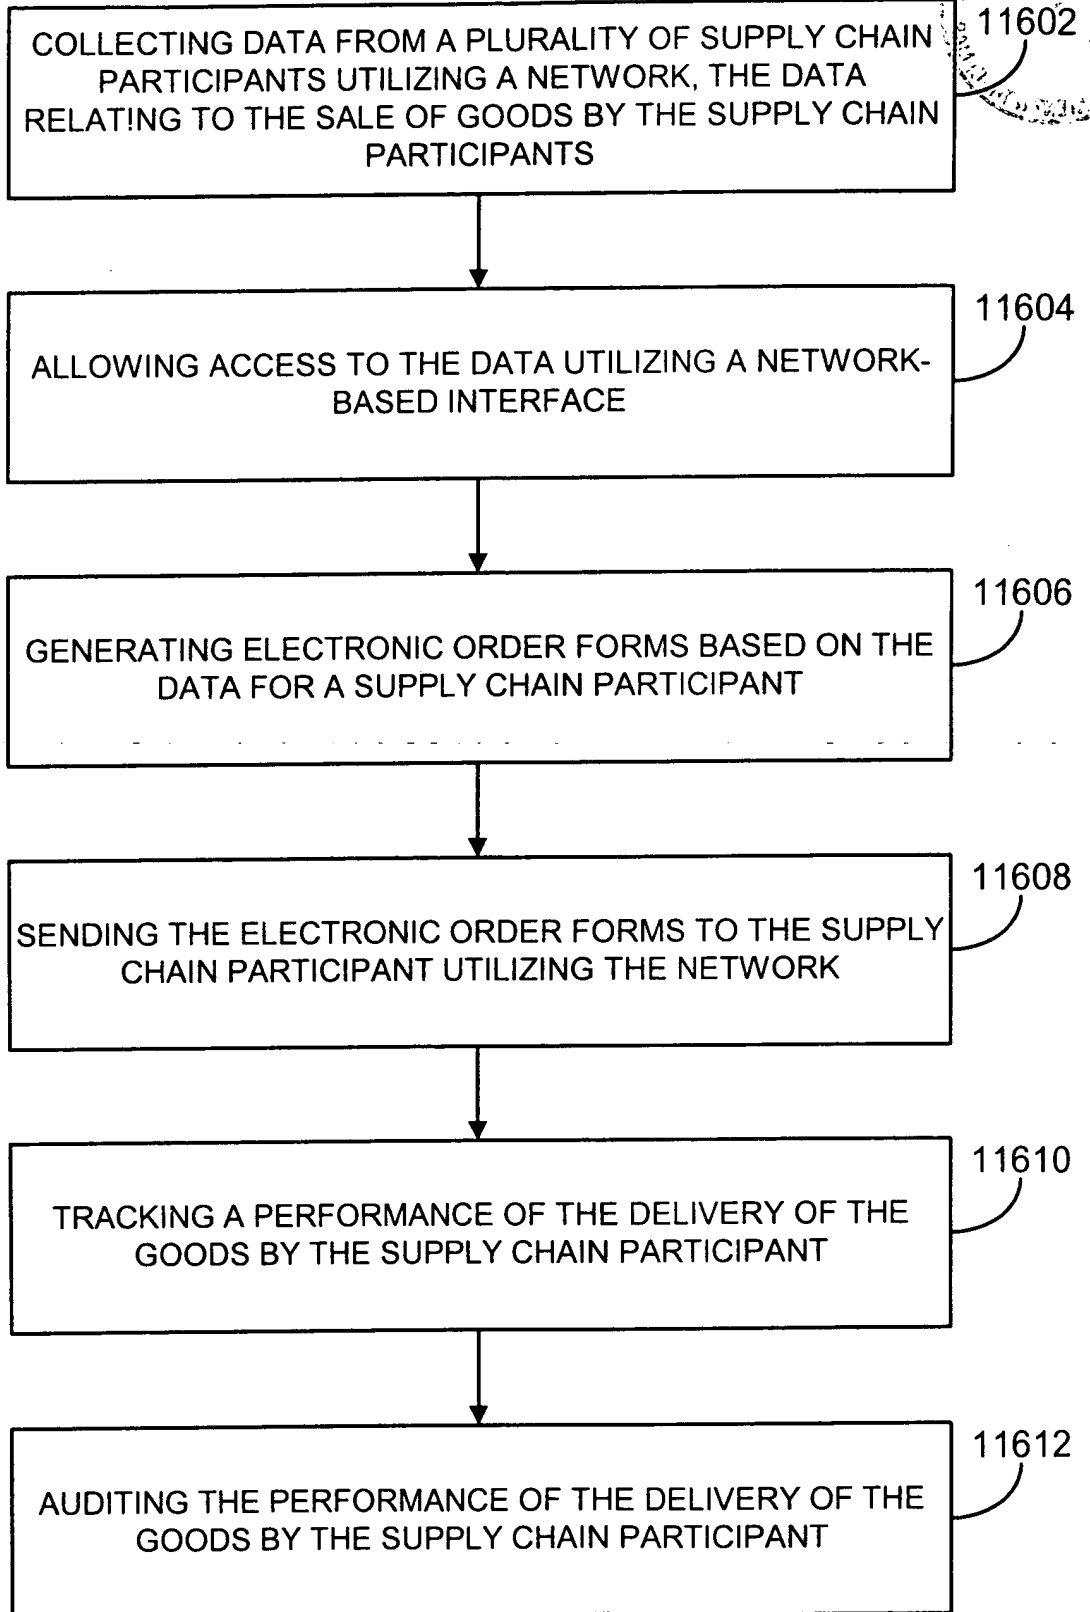 COLLECTING DATA FROM A PLURALITY OF SUPPLY CHAIN
PARTICIPANTS UTILIZING A NETWORK, THE DATA
RELATING TO THE SALE OF GOODS BY THE SUPPLY CHAIN
PARTICIPANTS
11602
ALLOWING ACCESS TO THE DATA UTILIZING A NETWORK-
BASED INTERFACE
11604
GENERATING ELECTRONIC ORDER FORMS BASED ON THE
DATA FOR A SUPPLY CHAIN PARTICIPANT
11606
SENDING THE ELECTRONIC ORDER FORMS TO THE SUPPLY
CHAIN PARTICIPANT UTILIZING THE NETWORK
11608
TRACKING A PERFORMANCE OF THE DELIVERY OF THE
GOODS BY THE SUPPLY CHAIN PARTICIPANT
11610
AUDITING THE PERFORMANCE OF THE DELIVERY OF THE
GOODS BY THE SUPPLY CHAIN PARTICIPANT
11612